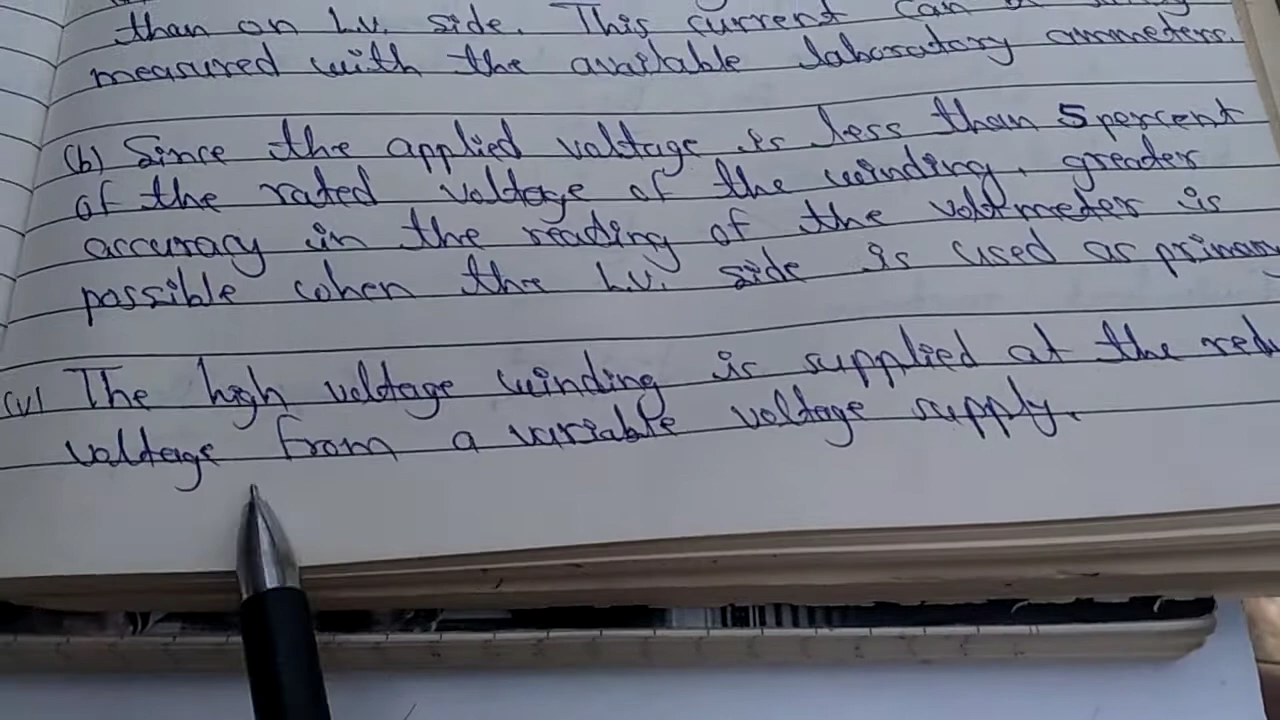 than on L.V. side. This current can
measured with the available laboratory ammeters.
(b) Since the applied voltage is less than 5 percent
of the rated voltage of the winding, greater
accuracy in the reading of the voltmeter is
possible when the L.V. side is used as primary
(v) The high voltage winding is supplied at the redu
voltage from a variable voltage supply.